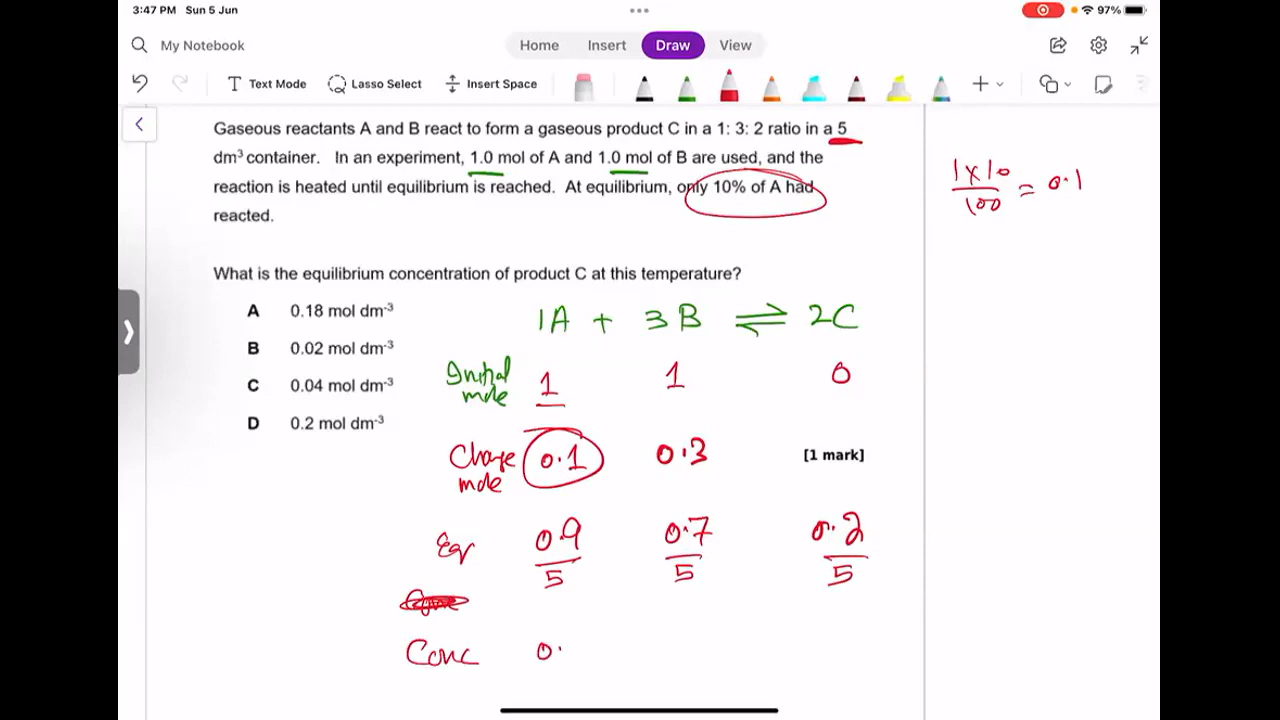 3:47 PM Sun 5 Jun
97%
My Notebook
Home Insert Draw View
Text Mode Lasso Select Insert Space
Gaseous reactants A and B react to form a gaseous product C in a 1: 3: 2 ratio in a 5
dm³ container. In an experiment, 1.0 mol of A and 1.0 mol of B are used, and the
reaction is heated until equilibrium is reached. At equilibrium, only 10% of A had
reacted.
1 x 10
100
= 0.1
What is the equilibrium concentration of product C at this temperature?
A 0.18 mol dm⁻³
B 0.02 mol dm⁻³
C 0.04 mol dm⁻³
D 0.2 mol dm⁻³
1A + 3B ⇌ 2C
Initial mole 1 1 0
Change mole 0.1 0.3
[1 mark]
Eq 0.9 0.7 0.2
5 5 5
Conc 0.